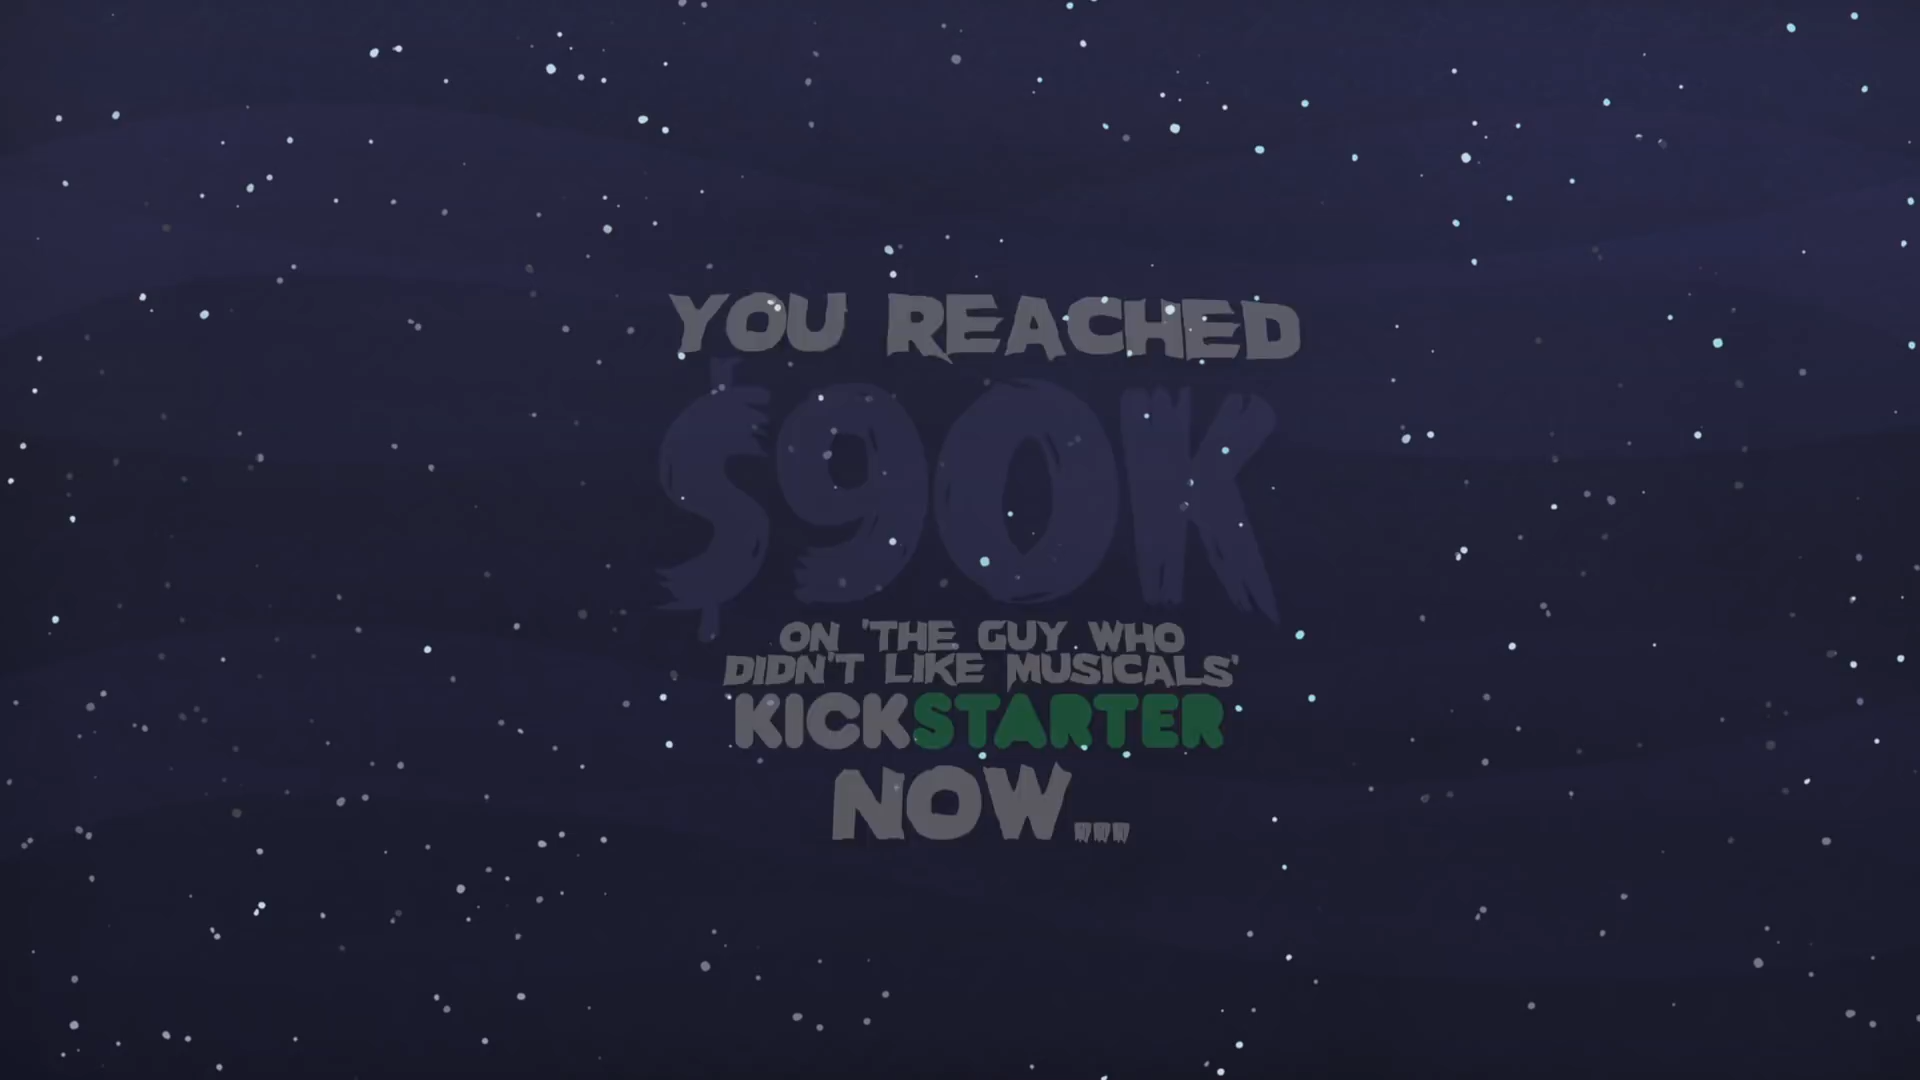 YOU REACHED
$90K
ON 'THE GUY WHO
DIDN'T LIKE MUSICALS'
KICKSTARTER
NOW...